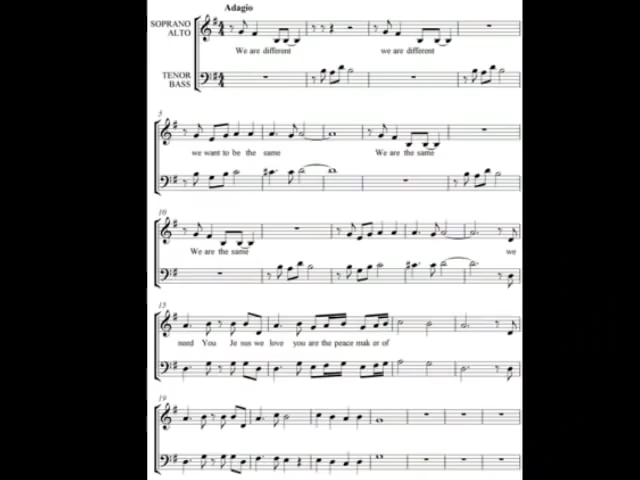 Adagio
SOPRANO
ALTO
We are different we are different
TENOR
BASS
5
we want to be the same We are the same
10
We are the same we
15
need You Je sus we love you are the peace mak er of
19